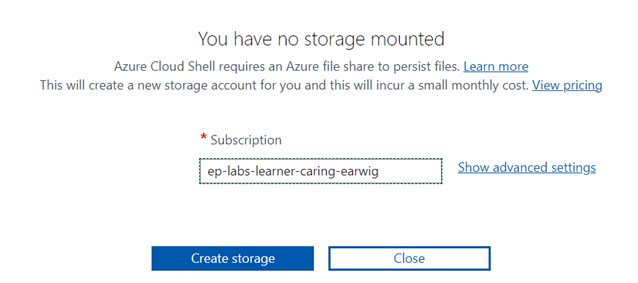 You have no storage mounted
Azure Cloud Shell requires an Azure file share to persist files. Learn more
This will create a new storage account for you and this will incur a small monthly cost. View pricing
* Subscription
ep-labs-learner-caring-earwig
Show advanced settings
Create storage
Close